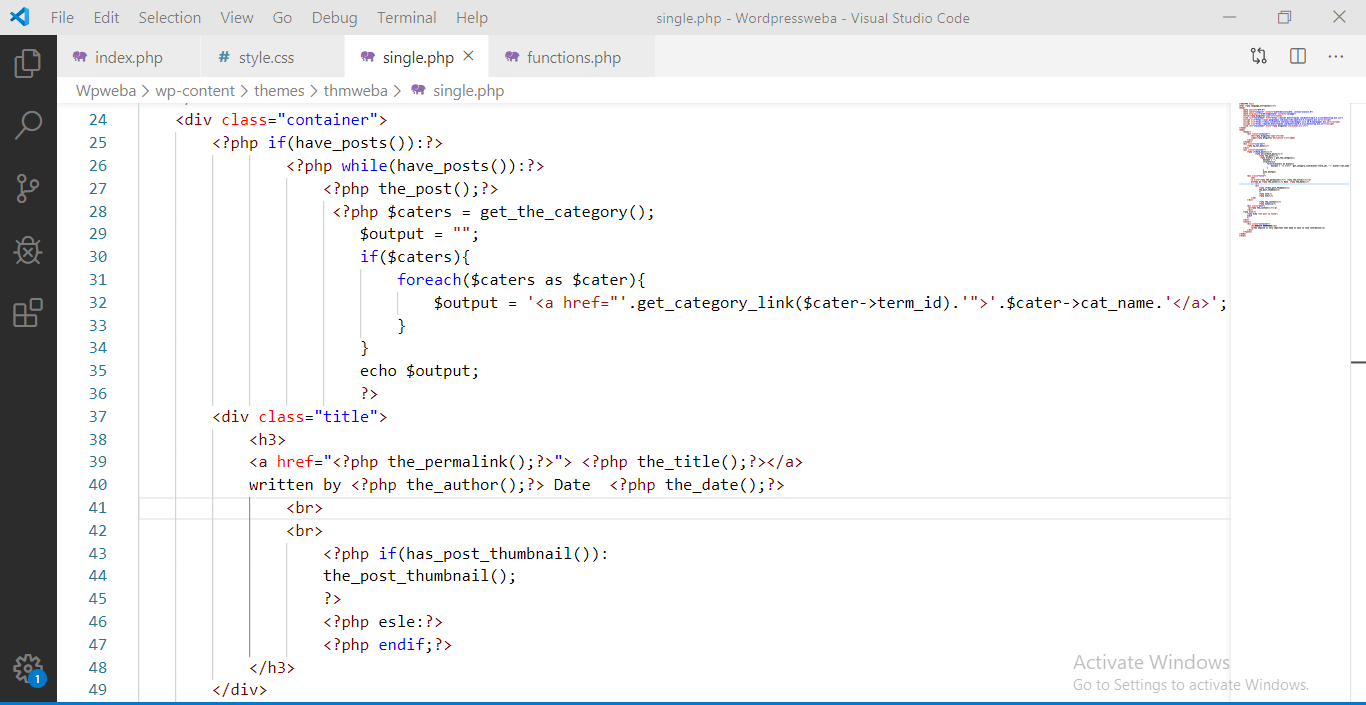 File Edit Selection View Go Debug Terminal Help single.php - Wordpressweba - Visual Studio Code
index.php # style.css single.php functions.php
Wpweba > wp-content > themes > thmweba > single.php
24 <div class="container">
25 <?php if(have_posts()):?>
26 <?php while(have_posts()):?>
27 <?php the_post();?>
28 <?php $caters = get_the_category();
29 $output = "";
30 if($caters){
31 foreach($caters as $cater){
32 $output = '<a href="'.get_category_link($cater->term_id).'">'.$cater->cat_name.'</a>';
33 }
34 }
35 echo $output;
36 ?>
37 <div class="title">
38 <h3>
39 <a href="<?php the_permalink();?>"> <?php the_title();?></a>
40 written by <?php the_author();?> Date  <?php the_date();?>
41 <br>
42 <br>
43 <?php if(has_post_thumbnail()):
44 the_post_thumbnail();
45 ?>
46 <?php esle:?>
47 <?php endif;?>
48 </h3>
49 </div>
1
Activate Windows
Go to Settings to activate Windows.